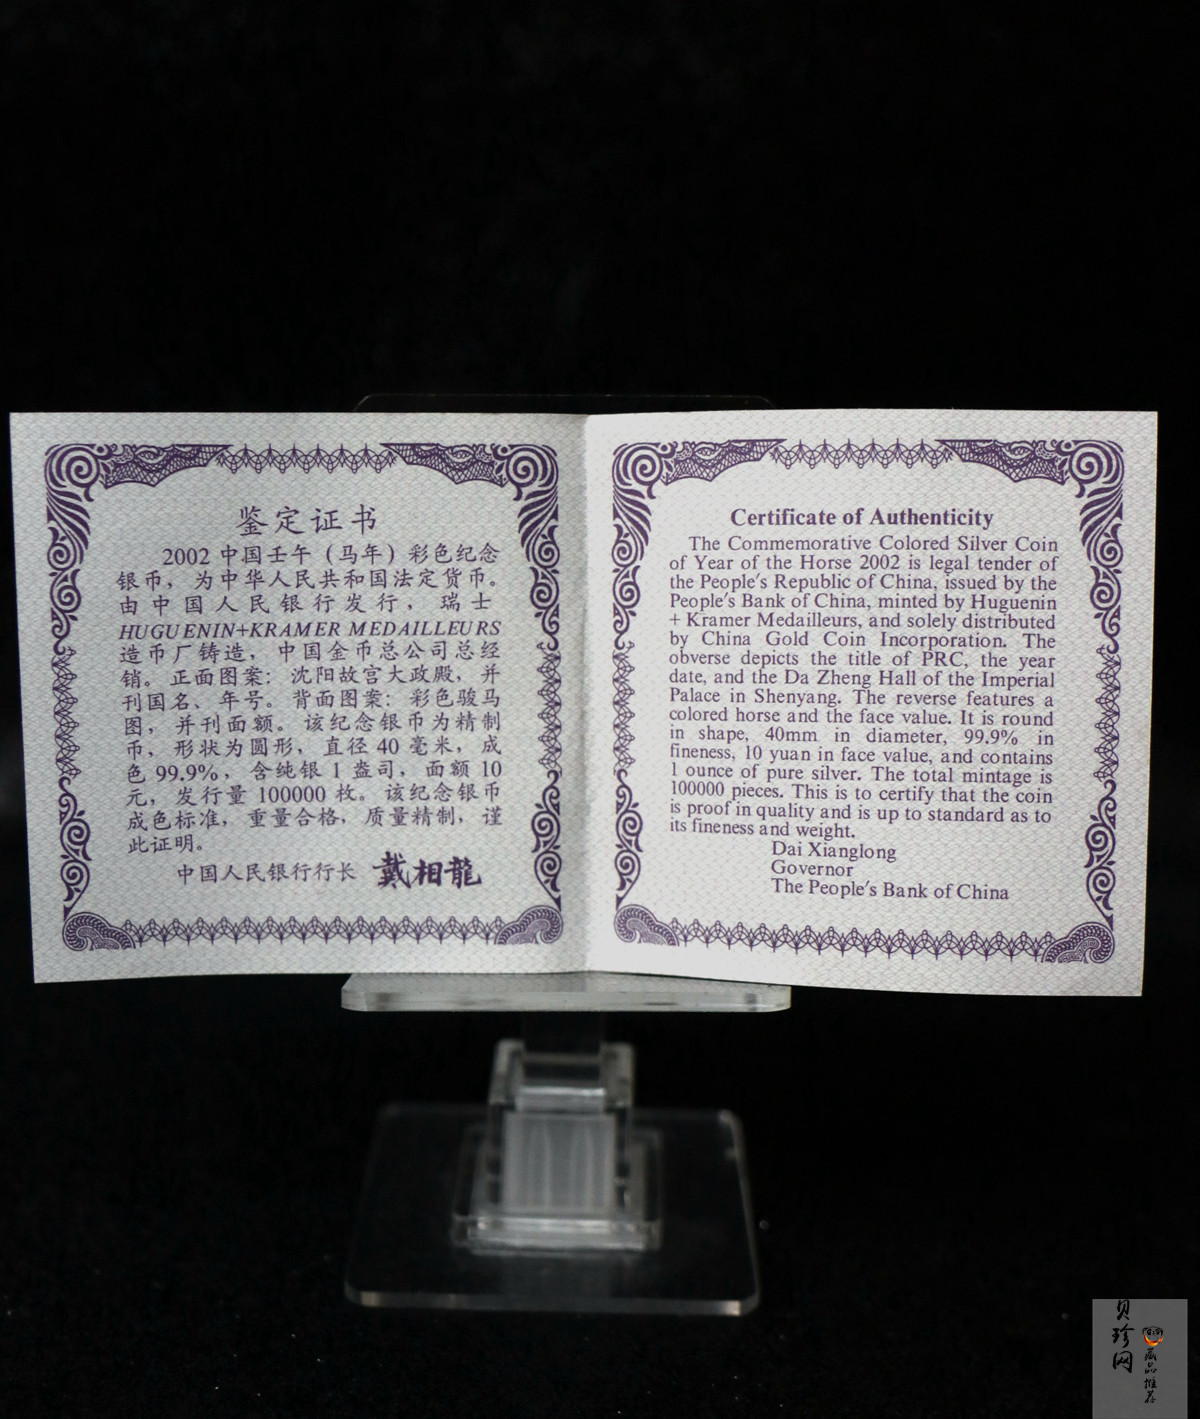 鉴定证书
2002 中国壬午（马年）彩色纪念
银币，为中华人民共和国法定货币。
由中国人民银行发行，瑞士
HUGUENIN+KRAMER MEDAILLEURS
造币厂铸造，中国金币总公司总经
销。正面图案：沈阳故宫大政殿，并
刊国名、年号。背面图案：彩色骏马
图，并刊面额。该纪念银币为精制
币，形状为圆形，直径 40 毫米，成
色 99.9%，含纯银 1 盎司，面额 10
元，发行量 100000 枚。该纪念银币
成色标准，重量合格，质量精制，谨
此证明。
中国人民银行行长 戴相龍
Certificate of Authenticity
The Commemorative Colored Silver Coin
of Year of the Horse 2002 is legal tender of
the People's Republic of China, issued by the
People's Bank of China, minted by Huguenin
+ Kramer Medailleurs, and solely distributed
by China Gold Coin Incorporation. The
obverse depicts the title of PRC, the year
date, and the Da Zheng Hall of the Imperial
Palace in Shenyang. The reverse features a
colored horse and the face value. It is round
in shape, 40mm in diameter, 99.9% in
fineness, 10 yuan in face value, and contains
1 ounce of pure silver. The total mintage is
100000 pieces. This is to certify that the coin
is proof in quality and is up to standard as to
its fineness and weight.
Dai Xianglong
Governor
The People's Bank of China
贝珍网
藏品推荐